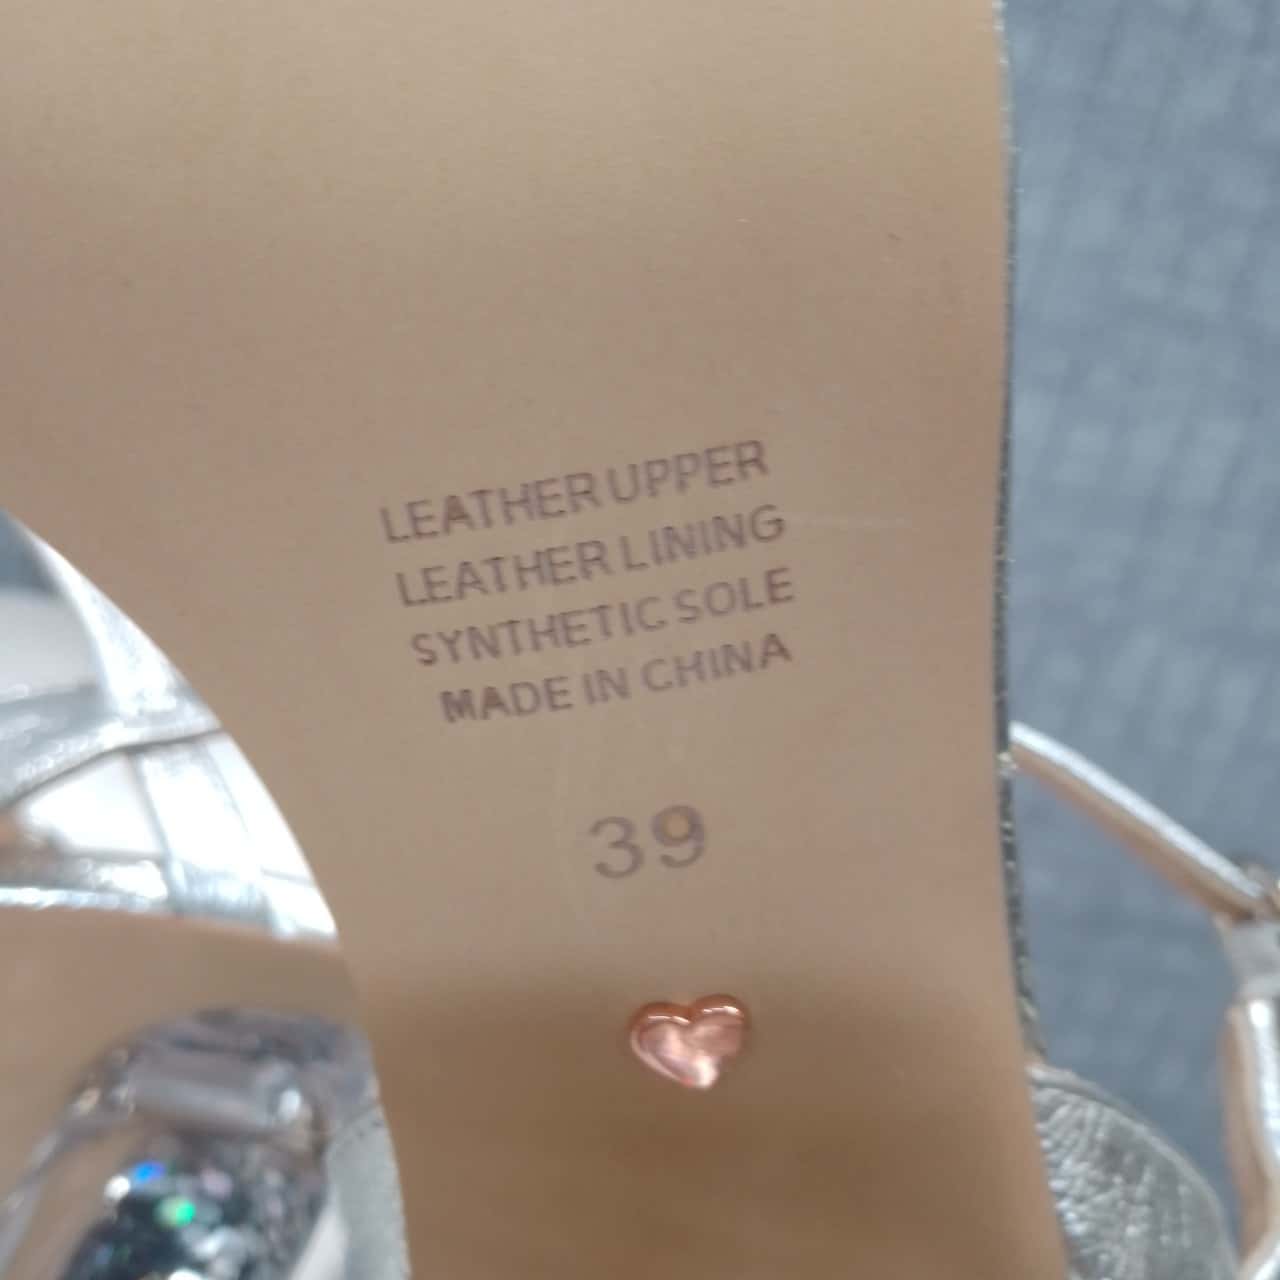 LEATHER UPPER
LEATHER LINING
SYNTHETIC SOLE
MADE IN CHINA
39